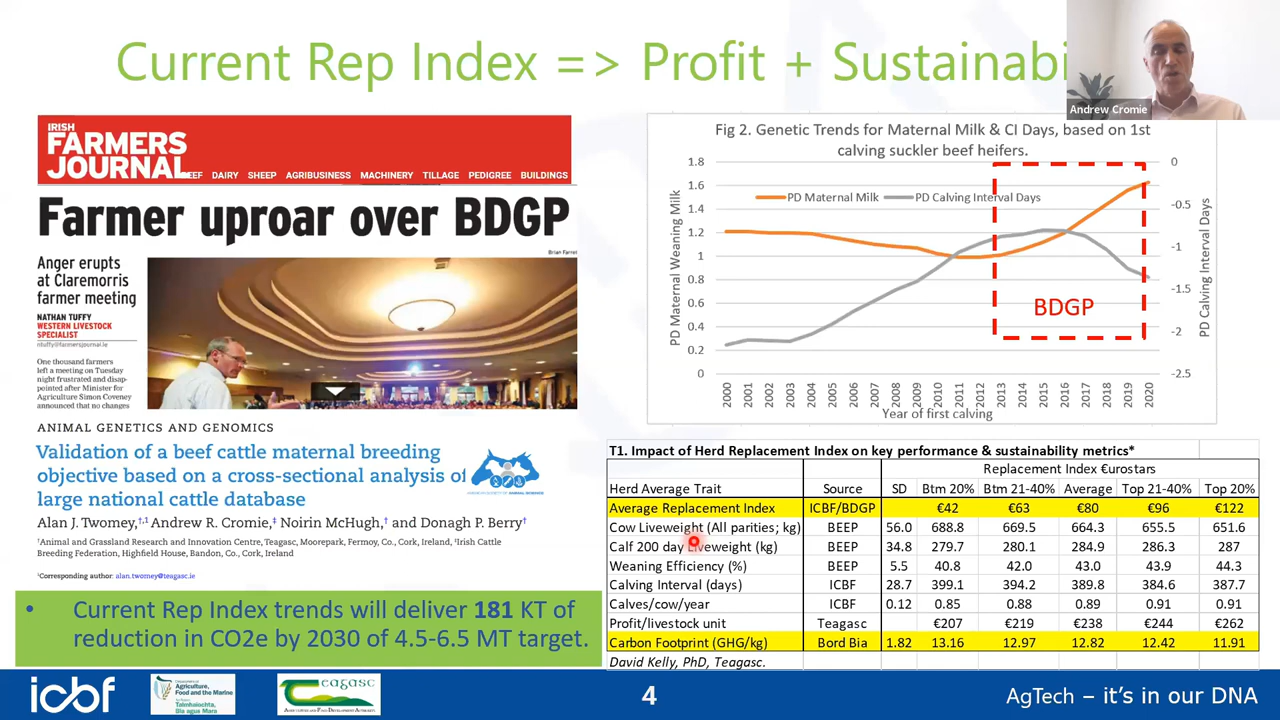 Current Rep Index => Profit + Sustainabi
Andrew Cromie
IRISH
FARMERS
JOURNAL
EEF DAIRY SHEEP AGRIBUSINESS MACHINERY TILLAGE PEDIGREE BUILDINGS
Farmer uproar over BDGP
Brian Farrell
Anger erupts
at Claremorris
farmer meeting
NATHAN TUFFY
WESTERN LIVESTOCK
SPECIALIST
ntuffy@farmersjournal.ie
One thousand farmers
left a meeting on Tuesday
night frustrated and disap-
pointed after Minister for
Agriculture Simon Coveney
announced that no changes
ANIMAL GENETICS AND GENOMICS
Validation of a beef cattle maternal breeding
objective based on a cross-sectional analysis of
large national cattle database
Alan J. Twomey,†,1 Andrew R. Cromie,‡ Noirin McHugh,† and Donagh P. Berry†
†Animal and Grassland Research and Innovation Centre, Teagasc, Moorepark, Fermoy, Co., Cork, Ireland, ‡Irish Cattle
Breeding Federation, Highfield House, Bandon, Co., Cork, Ireland
1Corresponding author: alan.twomey@teagasc.ie
• Current Rep Index trends will deliver 181 KT of
reduction in CO2e by 2030 of 4.5-6.5 MT target.
Fig 2. Genetic Trends for Maternal Milk & CI Days, based on 1st
calving suckler beef heifers.
PD Maternal Weaning Milk
1.8
1.6
1.4
1.2
1
0.8
0.6
0.4
0.2
0
PD Maternal Milk PD Calving Interval Days
BDGP
0
-0.5
-1
-1.5
-2
-2.5
PD Calving Interval Days
2000 2001 2002 2003 2004 2005 2006 2007 2008 2009 2010 2011 2012 2013 2014 2015 2016 2017 2018 2019 2020
Year of first calving
T1. Impact of Herd Replacement Index on key performance & sustainability metrics*
Replacement Index €urostars
Herd Average Trait Source SD Btm 20% Btm 21-40% Average Top 21-40% Top 20%
Average Replacement Index ICBF/BDGP €42 €63 €80 €96 €122
Cow Liveweight (All parities; kg) BEEP 56.0 688.8 669.5 664.3 655.5 651.6
Calf 200 day Liveweight (kg) BEEP 34.8 279.7 280.1 284.9 286.3 287
Weaning Efficiency (%) BEEP 5.5 40.8 42.0 43.0 43.9 44.3
Calving Interval (days) ICBF 28.7 399.1 394.2 389.8 384.6 387.7
Calves/cow/year ICBF 0.12 0.85 0.88 0.89 0.91 0.91
Profit/livestock unit Teagasc €207 €219 €238 €244 €262
Carbon Footprint (GHG/kg) Bord Bia 1.82 13.16 12.97 12.82 12.42 11.91
David Kelly, PhD, Teagasc.
icbf
Agriculture,
Food and the Marine
Talmhaíochta,
Bia agus Mara
eagasc
4
AgTech – it's in our DNA